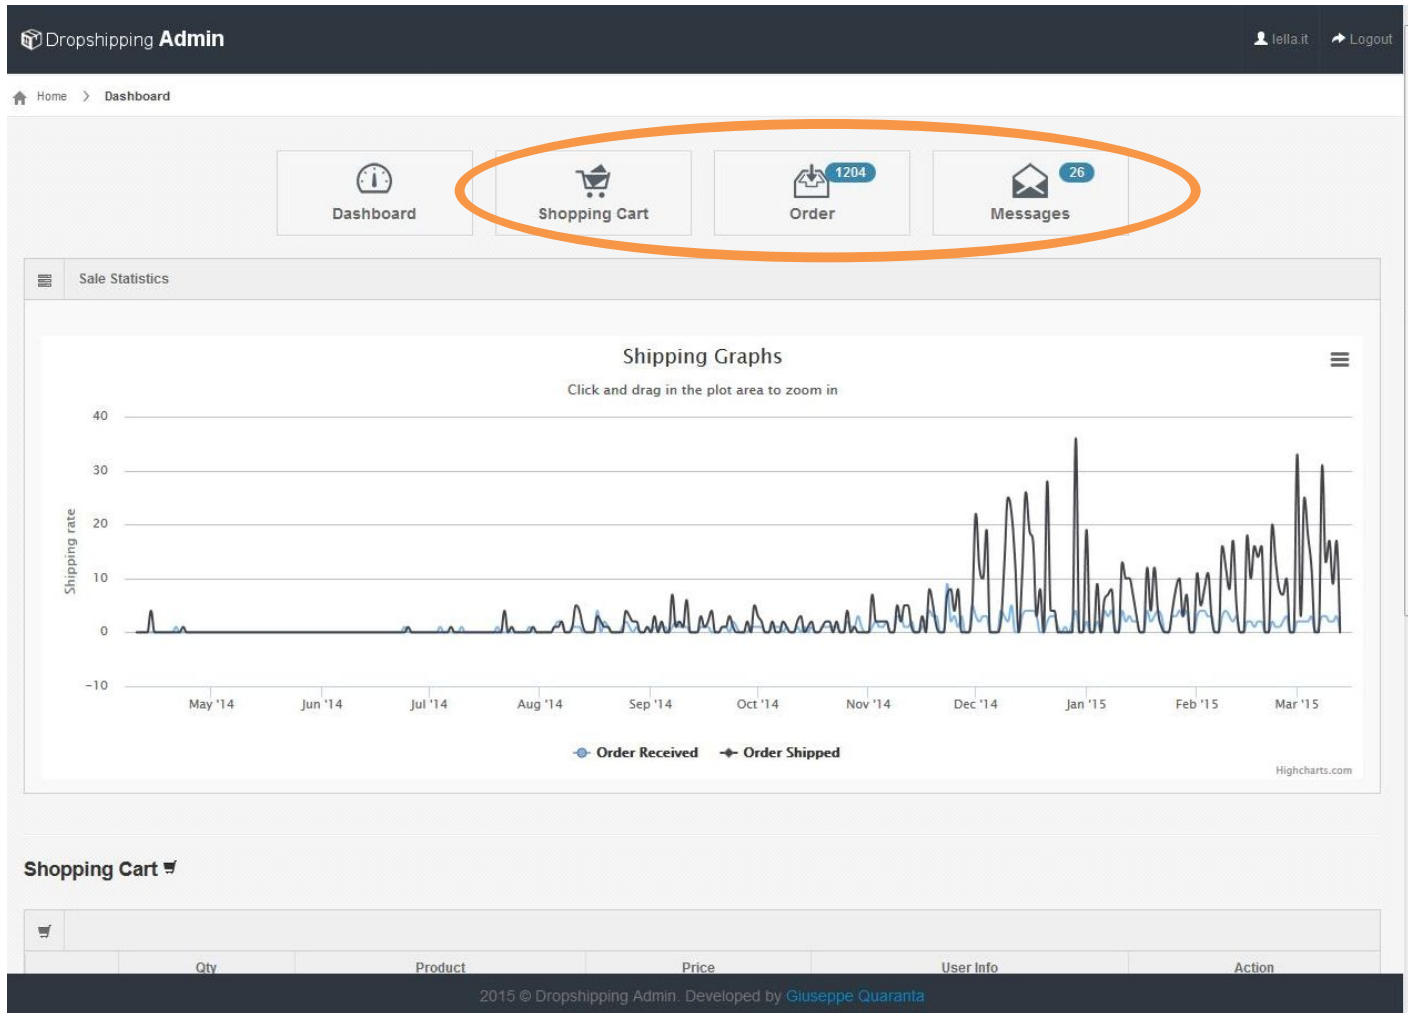 Dropshipping Admin
lella.it
Logout
Home > Dashboard
Dashboard
Shopping Cart
1204
Order
26
Messages
Sale Statistics
Shipping Graphs
Click and drag in the plot area to zoom in
Shipping rate
40
30
20
10
0
-10
May '14 Jun '14 Jul '14 Aug '14 Sep '14 Oct '14 Nov '14 Dec '14 Jan '15 Feb '15 Mar '15
Order Received Order Shipped
Highcharts.com
Shopping Cart
Qty Product Price User Info Action
2015 © Dropshipping Admin. Developed by Giuseppe Quaranta